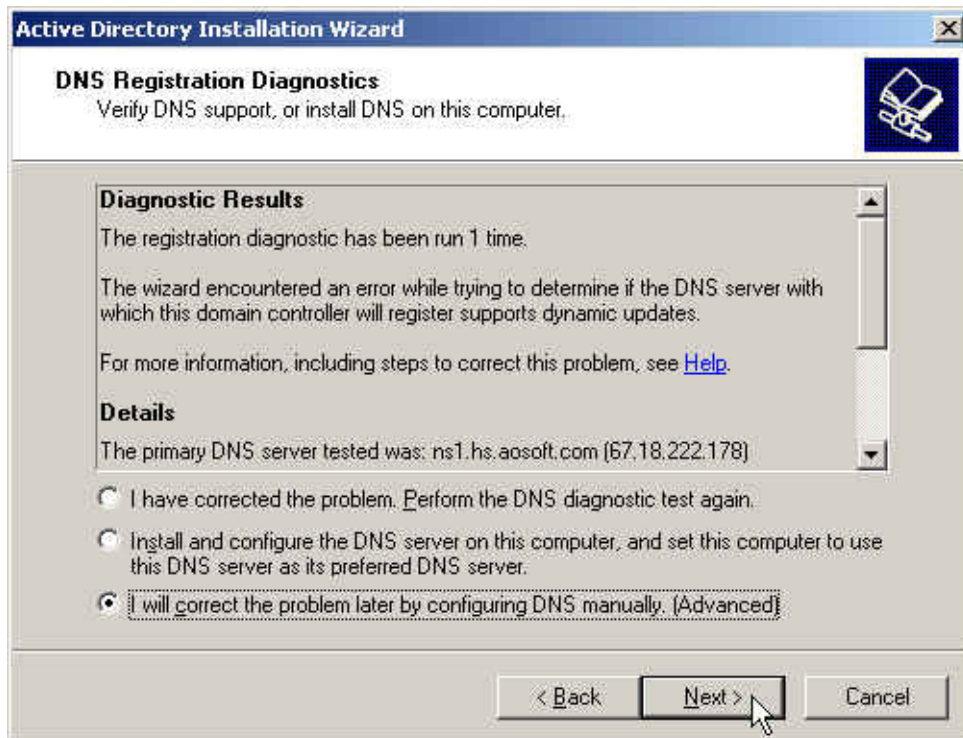 Active Directory Installation Wizard
DNS Registration Diagnostics
Verify DNS support, or install DNS on this computer.
Diagnostic Results
The registration diagnostic has been run 1 time.
The wizard encountered an error while trying to determine if the DNS server with
which this domain controller will register supports dynamic updates.
For more information, including steps to correct this problem, see Help.
Details
The primary DNS server tested was: ns1.hs.aosoft.com (67.18.222.178)
I have corrected the problem. Perform the DNS diagnostic test again.
Install and configure the DNS server on this computer, and set this computer to use
this DNS server as its preferred DNS server.
I will correct the problem later by configuring DNS manually. (Advanced)
< Back Next > Cancel